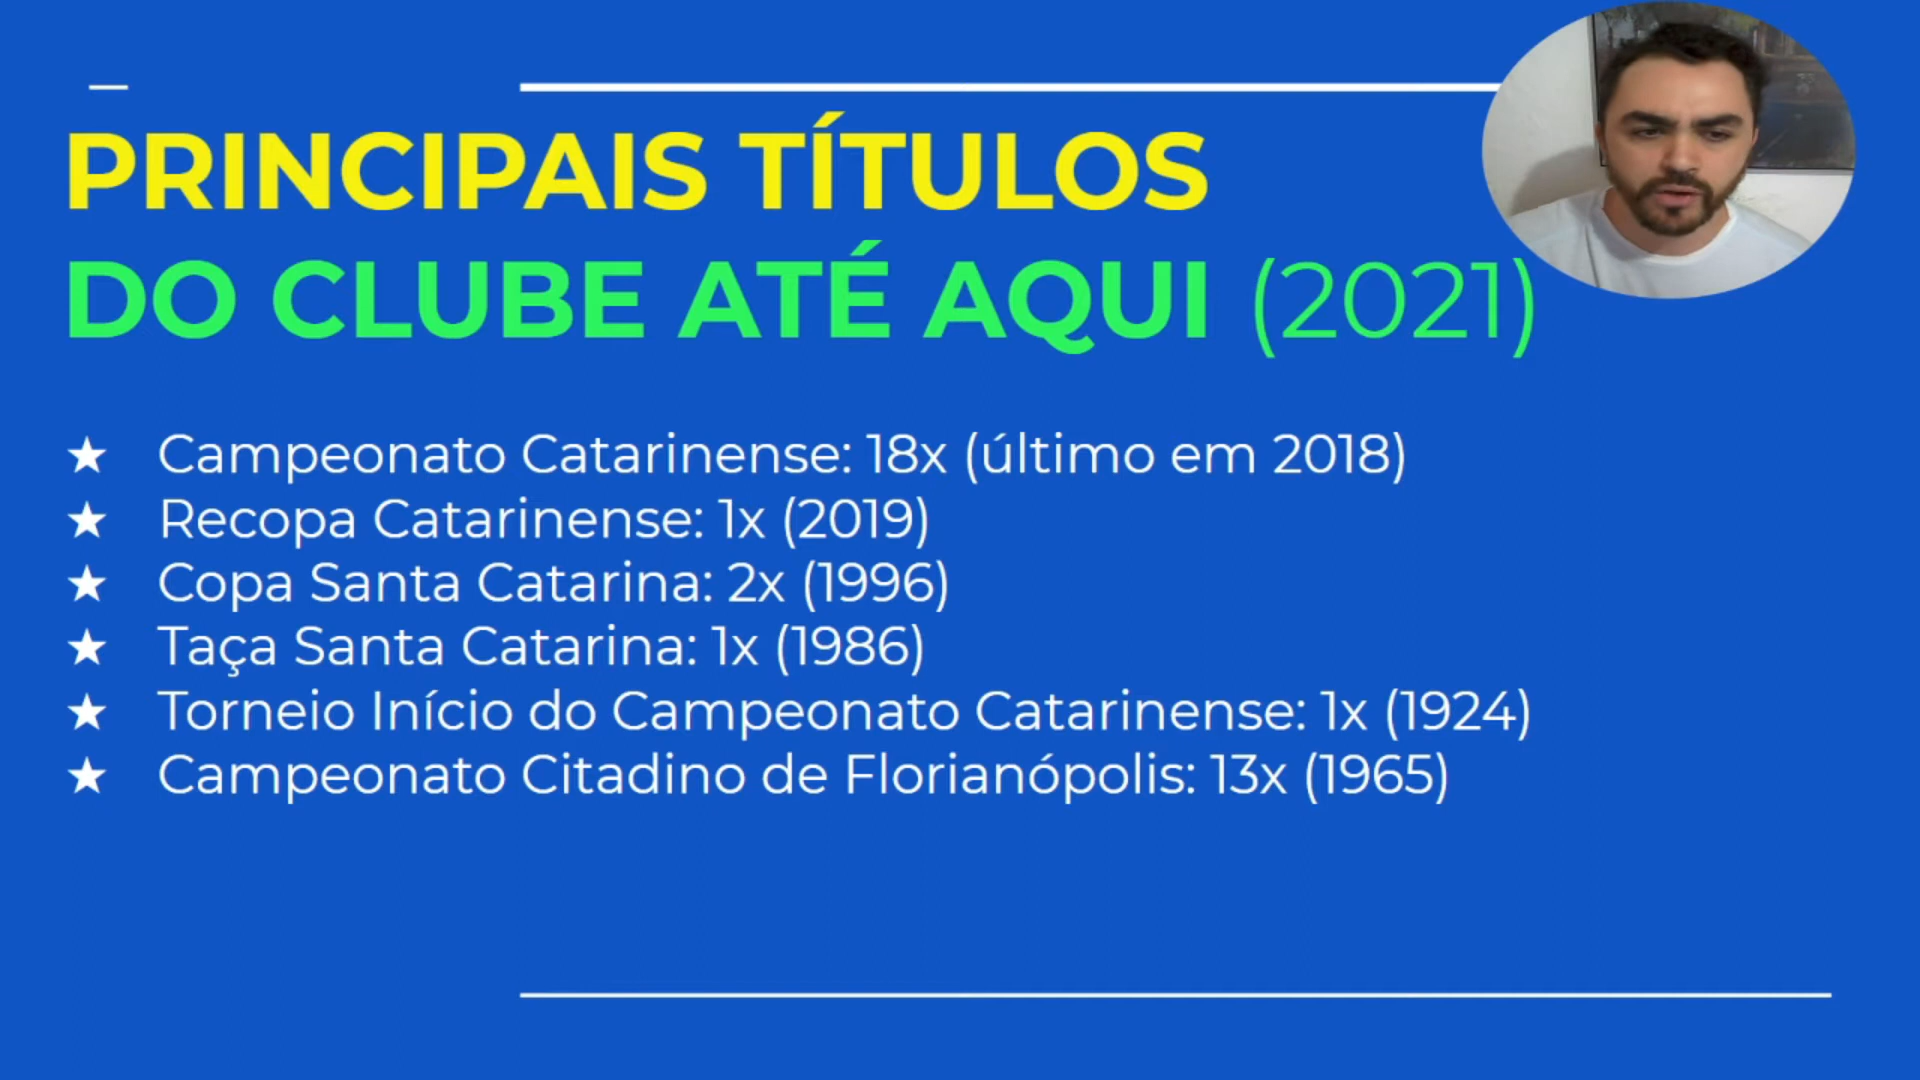 PRINCIPAIS TÍTULOS
DO CLUBE ATÉ AQUI (2021)
★ Campeonato Catarinense: 18x (último em 2018)
★ Recopa Catarinense: 1x (2019)
★ Copa Santa Catarina: 2x (1996)
★ Taça Santa Catarina: 1x (1986)
★ Torneio Início do Campeonato Catarinense: 1x (1924)
★ Campeonato Citadino de Florianópolis: 13x (1965)